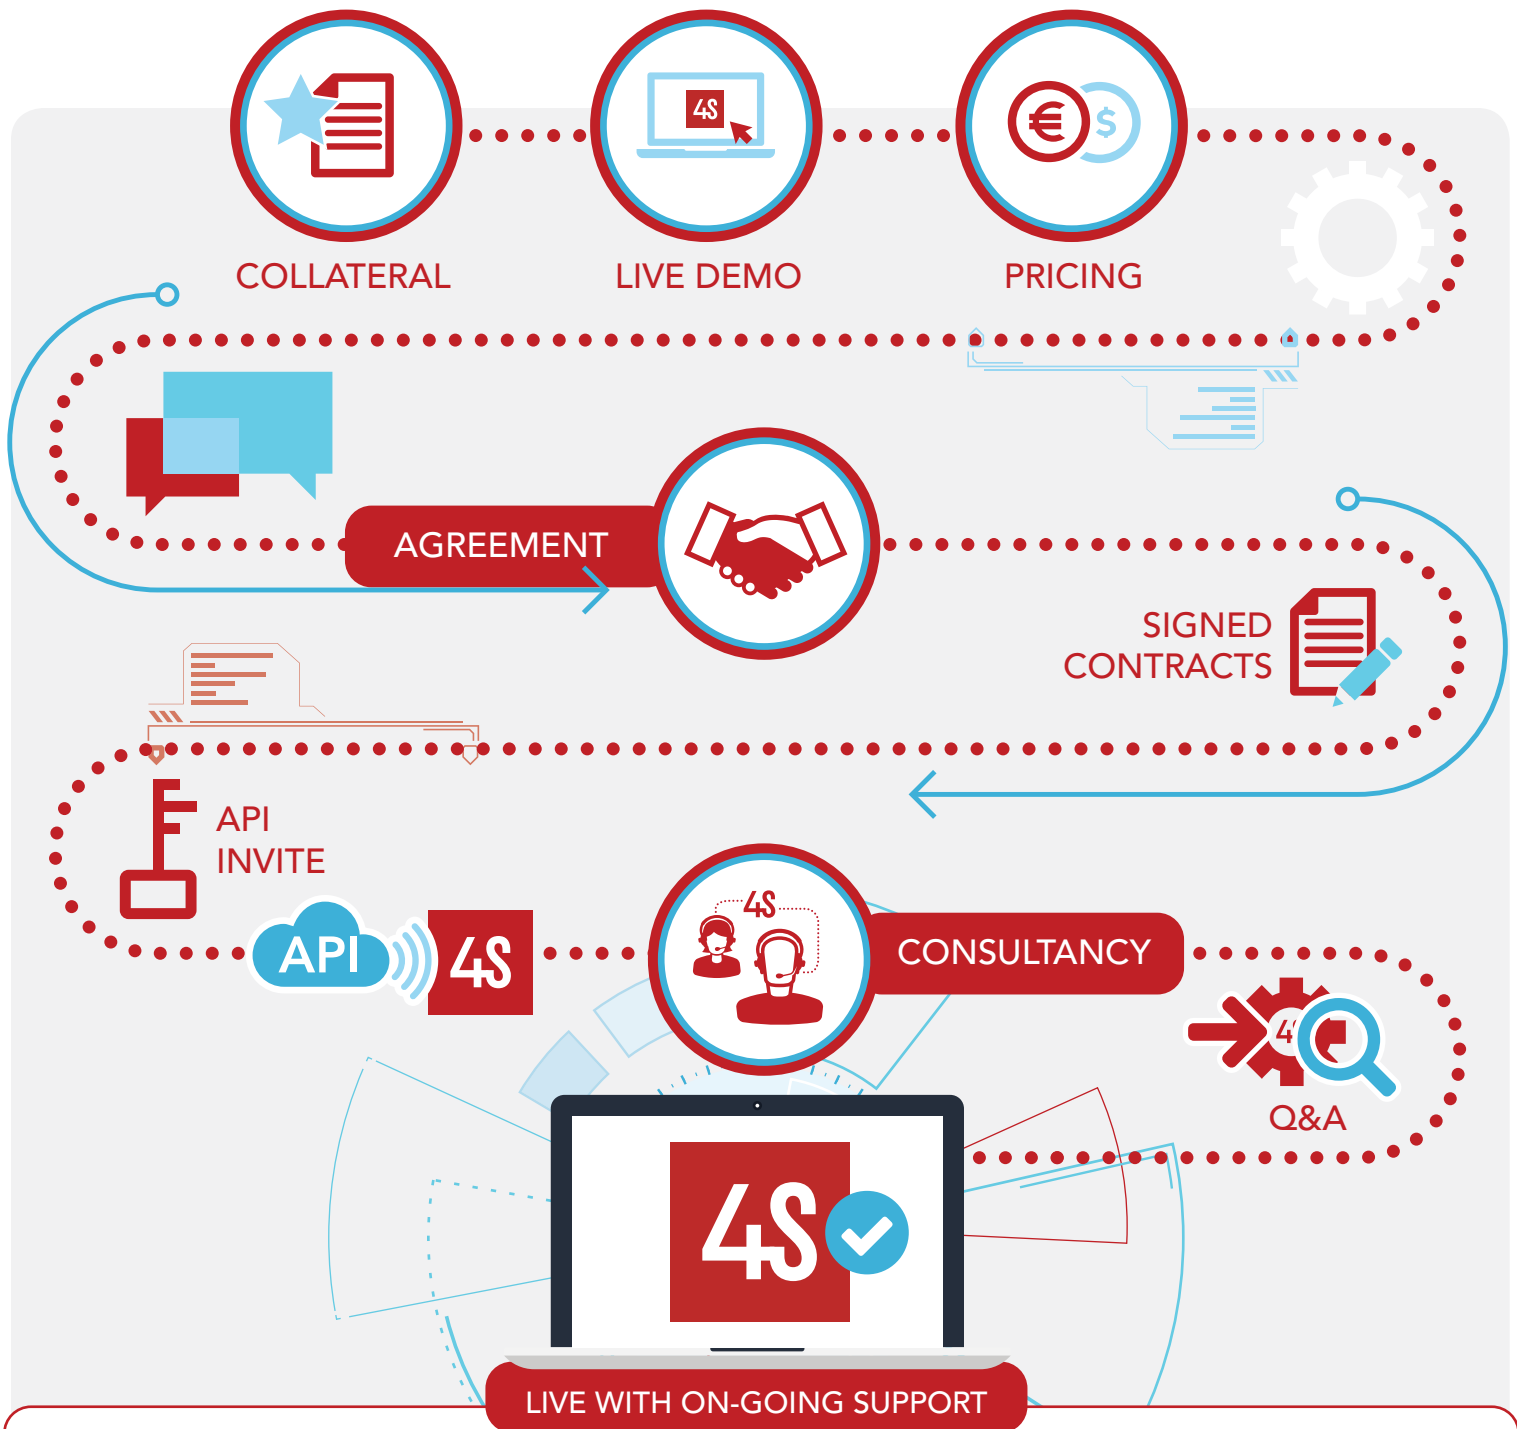 4S
€
$
COLLATERAL
LIVE DEMO
PRICING
AGREEMENT
SIGNED
CONTRACTS
API
INVITE
API
4S
4S
CONSULTANCY
4S
Q&A
4S
LIVE WITH ON-GOING SUPPORT